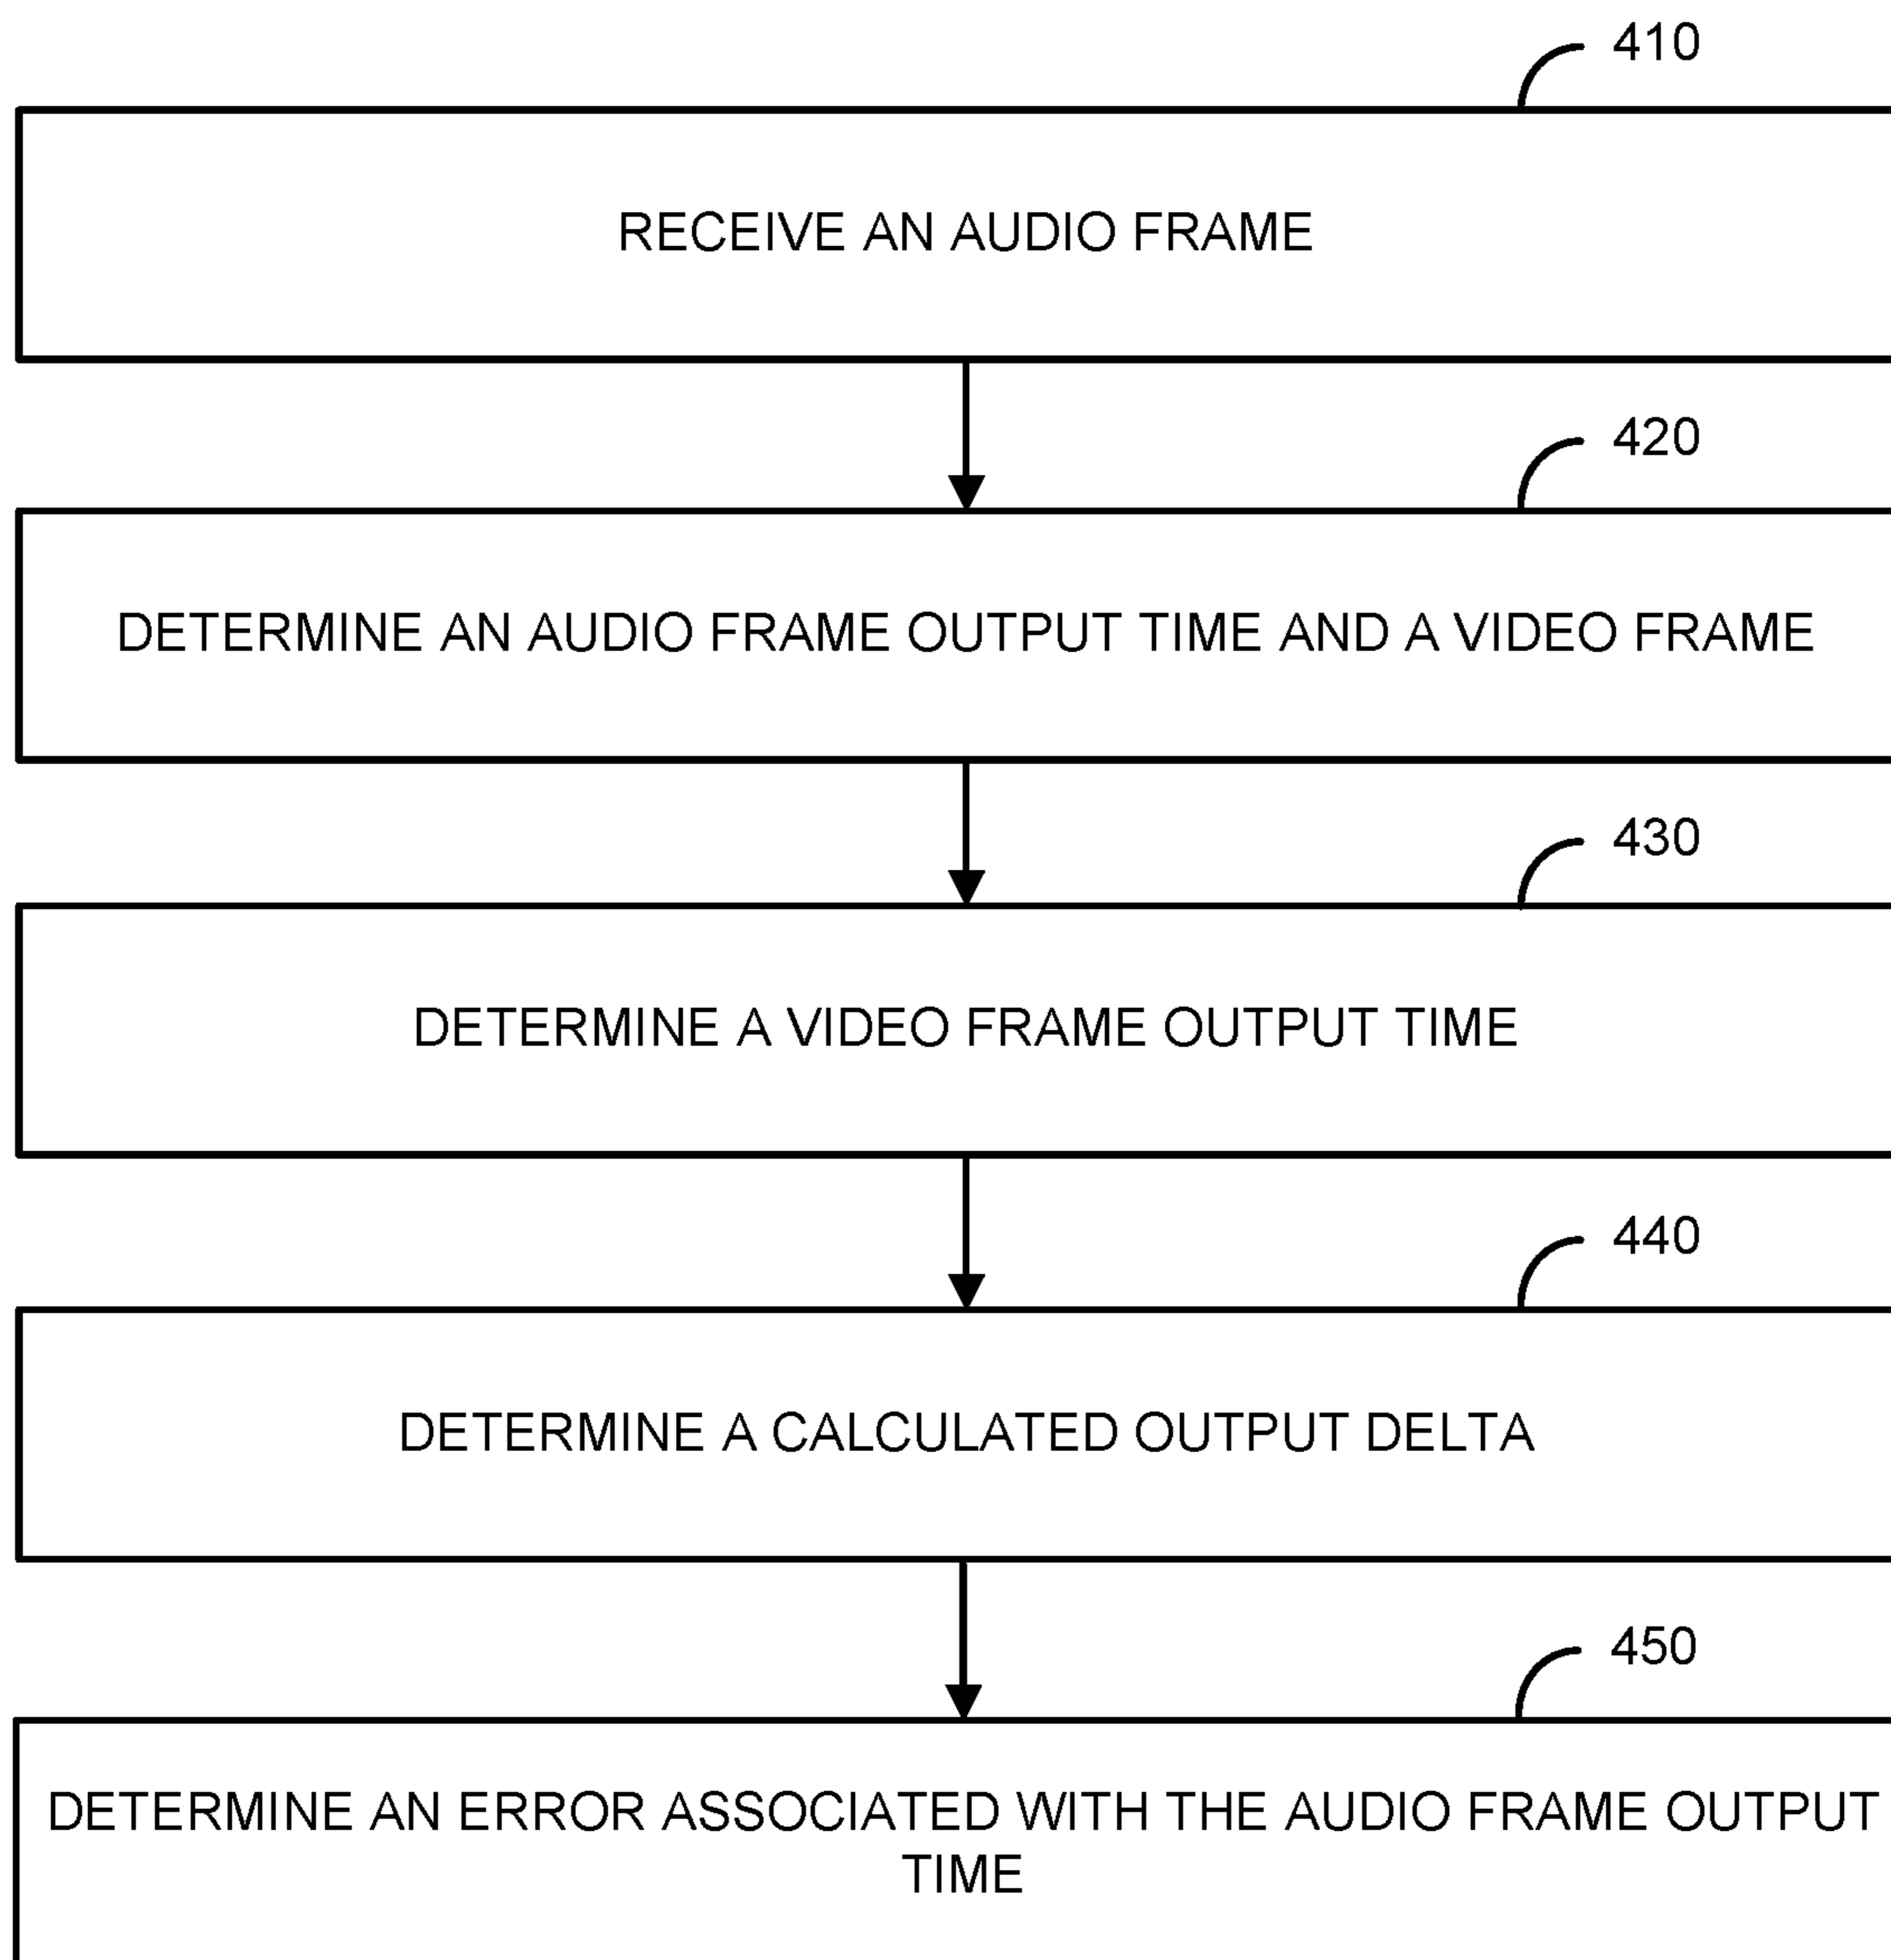 410
RECEIVE AN AUDIO FRAME
420
DETERMINE AN AUDIO FRAME OUTPUT TIME AND A VIDEO FRAME
430
DETERMINE A VIDEO FRAME OUTPUT TIME
440
DETERMINE A CALCULATED OUTPUT DELTA
450
DETERMINE AN ERROR ASSOCIATED WITH THE AUDIO FRAME OUTPUT
TIME